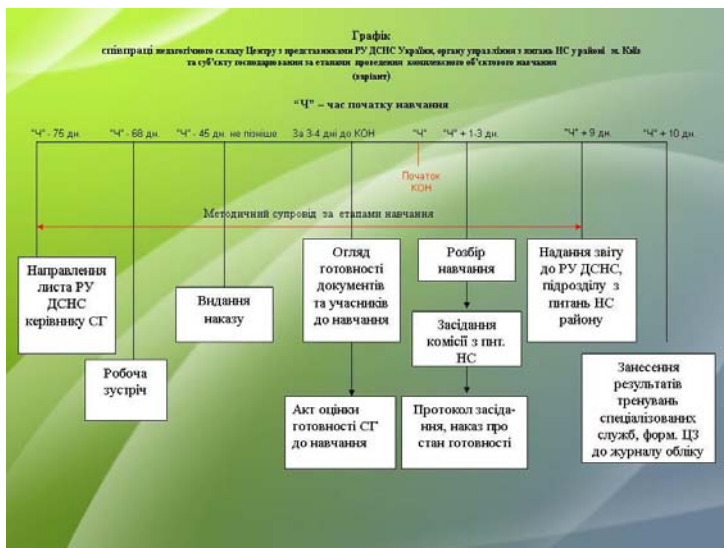 Графік
співпраці педагогічного складу Центру з представниками РУ ДСНС України, органу управління з питань НС у районі м. Київ
та суб'єкту господарювання за етапами проведення комплексного об'єктового навчання
(варіант)
"Ч" – час початку навчання
"Ч" - 75 дн.
"Ч" - 68 дн.
"Ч" - 45 дн. не пізніше
За 3-4 дні до КОН
"Ч"
"Ч" + 1-3 дн.
"Ч" + 9 дн.
"Ч" + 10 дн.
Початок
КОН
Методичний супровід за етапами навчання
Направлення
листа РУ
ДСНС
керівнику СГ
Робоча
зустріч
Видання
наказу
Огляд
готовності
документів
та учасників
до навчання
Акт оцінки
готовності СГ
до навчання
Розбір
навчання
Засідання
комісії з пнт.
НС
Протокол засіда-
ння, наказ про
стан готовності
Надання звіту
до РУ ДСНС,
підрозділу з
питань НС
району
Занесення
результатів
тренувань
спеціалізованих
служб, форм. ЦЗ
до журналу обліку